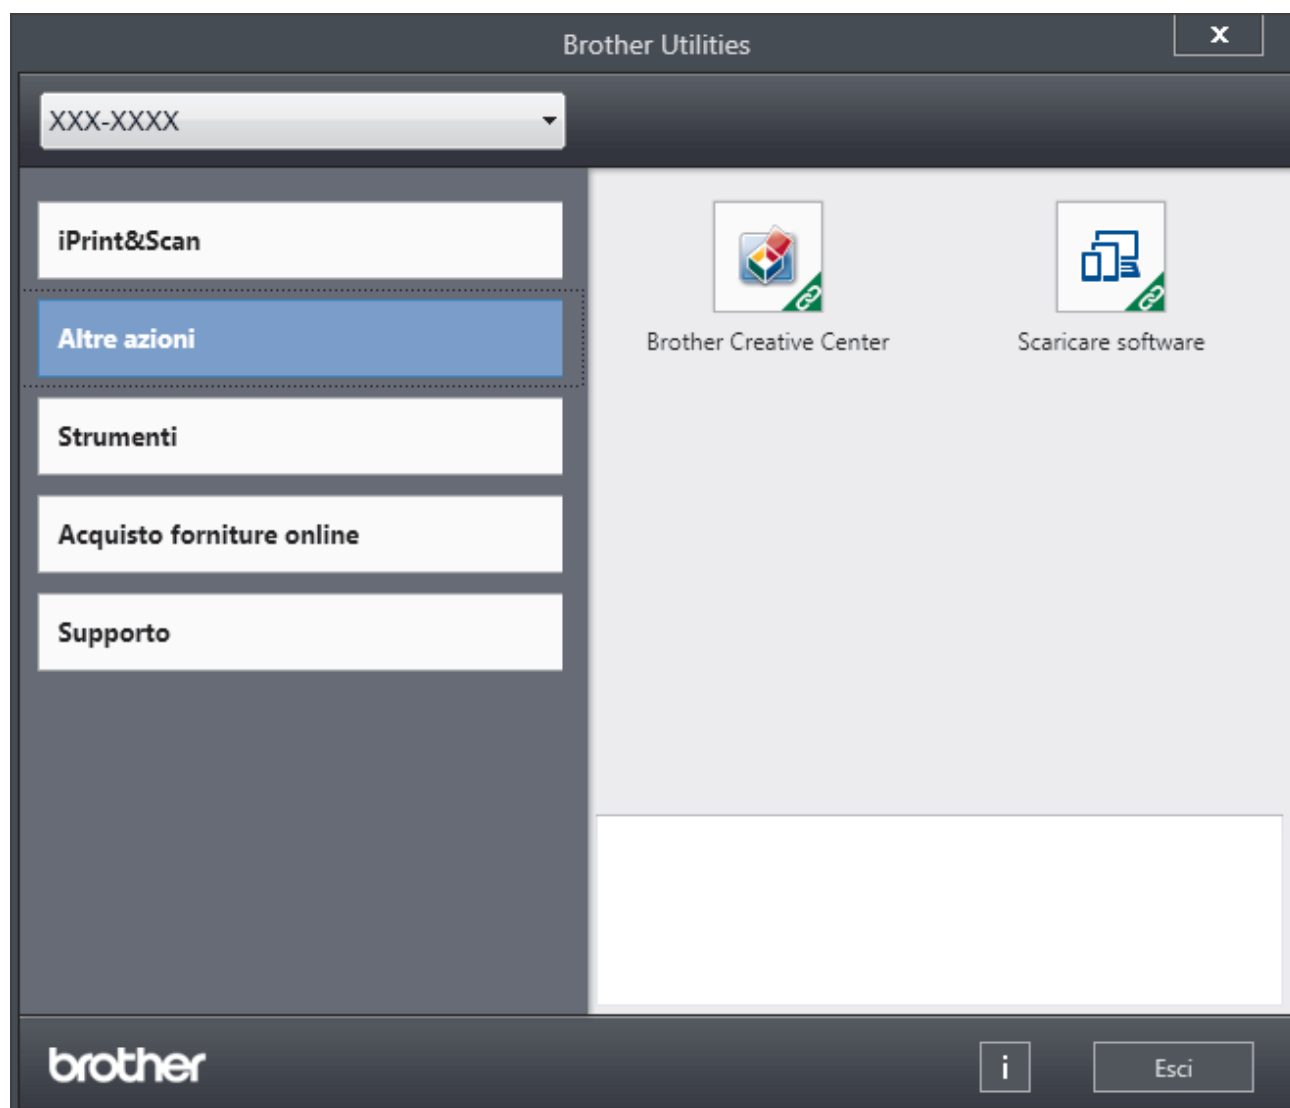 Brother Utilities
x
XXX-XXXX
iPrint&Scan
Altre azioni
Strumenti
Acquisto forniture online
Supporto
Brother Creative Center
Scaricare software
brother
i
Esci